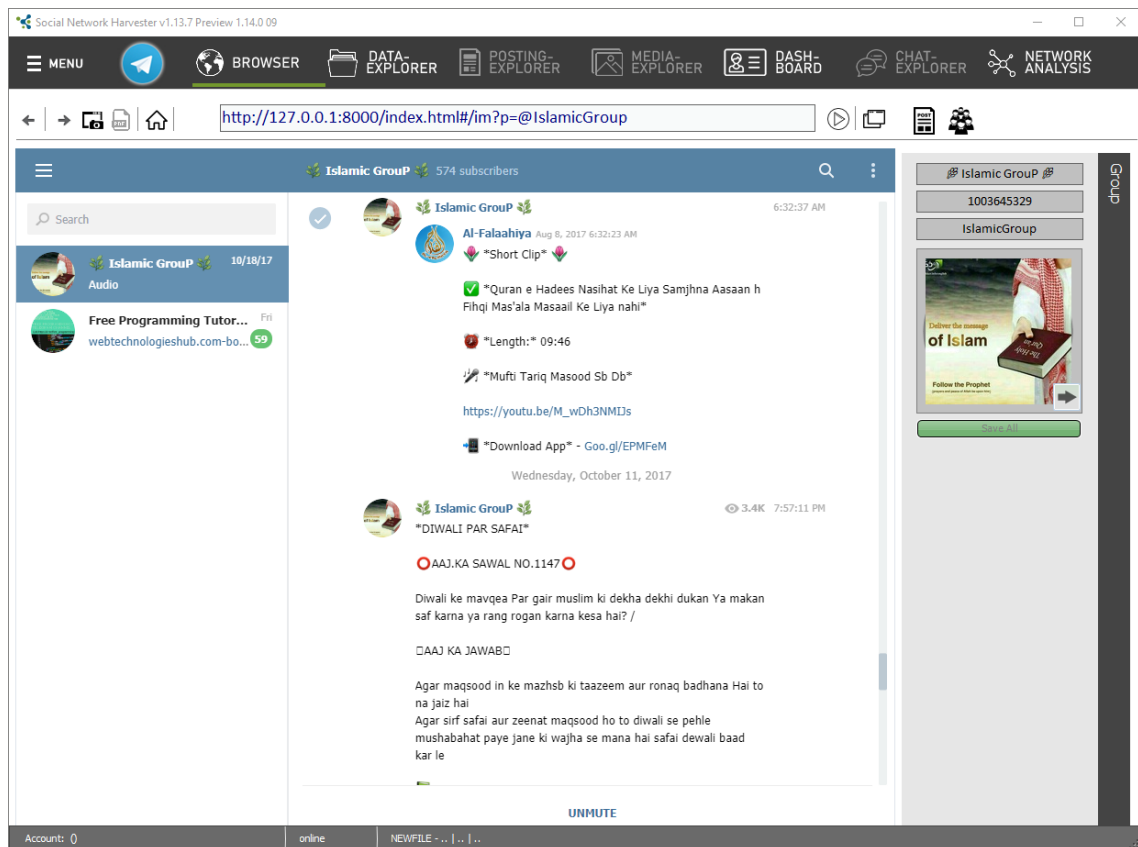 Social Network Harvester v1.13.7 Preview 1.14.0 09
MENU
BROWSER
DATA-
EXPLORER
POSTING-
EXPLORER
MEDIA-
EXPLORER
DASH-
BOARD
CHAT-
EXPLORER
NETWORK
ANALYSIS
http://127.0.0.1:8000/index.html#/im?p=@IslamicGroup
POST
Islamic GrouP 574 subscribers
Search
Islamic GrouP 10/18/17
Audio
Free Programming Tutor... Fri
webtechnologieshub.com-bo... 59
Islamic GrouP 6:32:37 AM
Al-Falaahiya Aug 8, 2017 6:32:23 AM
🌷 *Short Clip* 🌷
✅ *Quran e Hadees Nasihat Ke Liya Samjhna Aasaan h
Fihqi Mas'ala Masaail Ke Liya nahi*
⏰ *Length:* 09:46
🎤 *Mufti Tariq Masood Sb Db*
https://youtu.be/M_wDh3NMIJs
📲 *Download App* - Goo.gl/EPMFeM
Wednesday, October 11, 2017
Islamic GrouP 3.4K 7:57:11 PM
*DIWALI PAR SAFAI*
⭕AAJ.KA SAWAL NO.1147⭕
Diwali ke mavqea Par gair muslim ki dekha dekhi dukan Ya makan
saf karna ya rang rogan karna kesa hai? /
▯AAJ KA JAWAB▯
Agar maqsood in ke mazhsb ki taazeem aur ronaq badhana Hai to
na jaiz hai
Agar sirf safai aur zeenat maqsood ho to diwali se pehle
mushabahat paye jane ki wajha se mana hai safai dewali baad
kar le
UNMUTE
Islamic GrouP
1003645329
IslamicGroup
Deliver the message
of Islam
The Holy
Qur'an
Follow the Prophet
Save All
Group
Account: ()
online
NEWFILE - .. | .. | ..